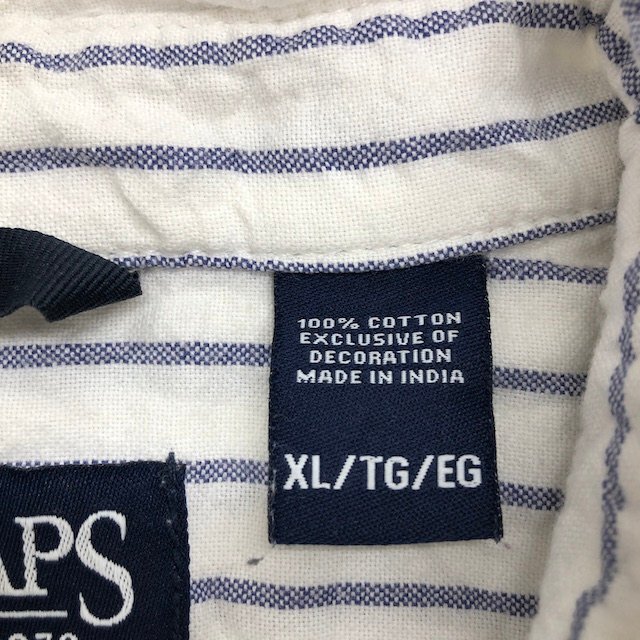 100% COTTON
EXCLUSIVE OF
DECORATION
MADE IN INDIA
XL/TG/EG
APS